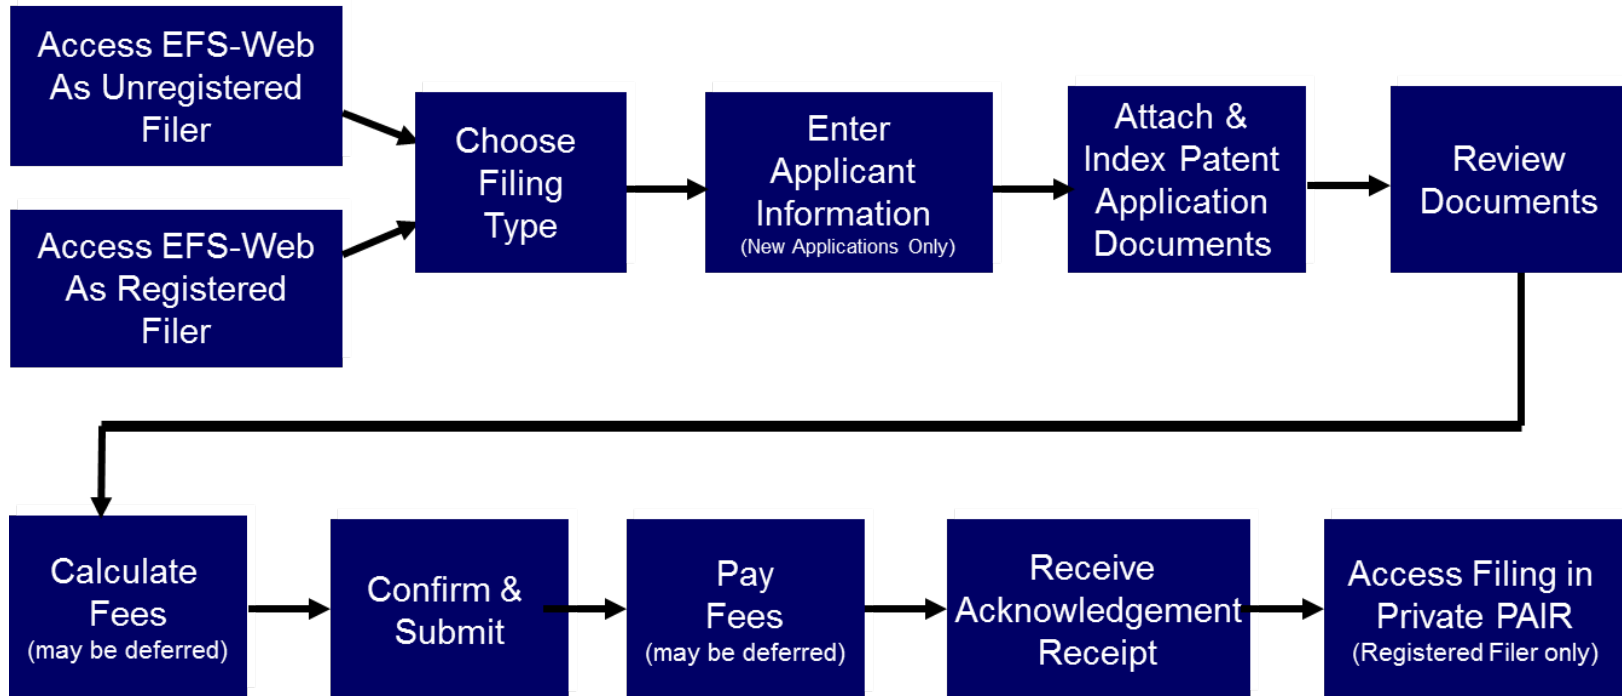 Access EFS-Web
As Unregistered
Filer
Access EFS-Web
As Registered
Filer
Choose
Filing
Type
Enter
Applicant
Information
(New Applications Only)
Attach &
Index Patent
Application
Documents
Review
Documents
Calculate
Fees
(may be deferred)
Confirm &
Submit
Pay
Fees
(may be deferred)
Receive
Acknowledgement
Receipt
Access Filing in
Private PAIR
(Registered Filer only)